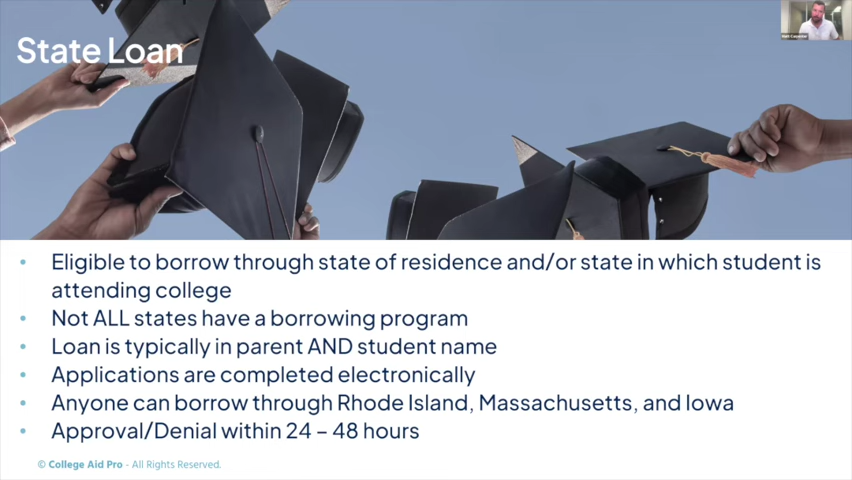 State Loan
• Eligible to borrow through state of residence and/or state in which student is
attending college
• Not ALL states have a borrowing program
• Loan is typically in parent AND student name
• Applications are completed electronically
• Anyone can borrow through Rhode Island, Massachusetts, and Iowa
• Approval/Denial within 24 – 48 hours
© College Aid Pro - All Rights Reserved.